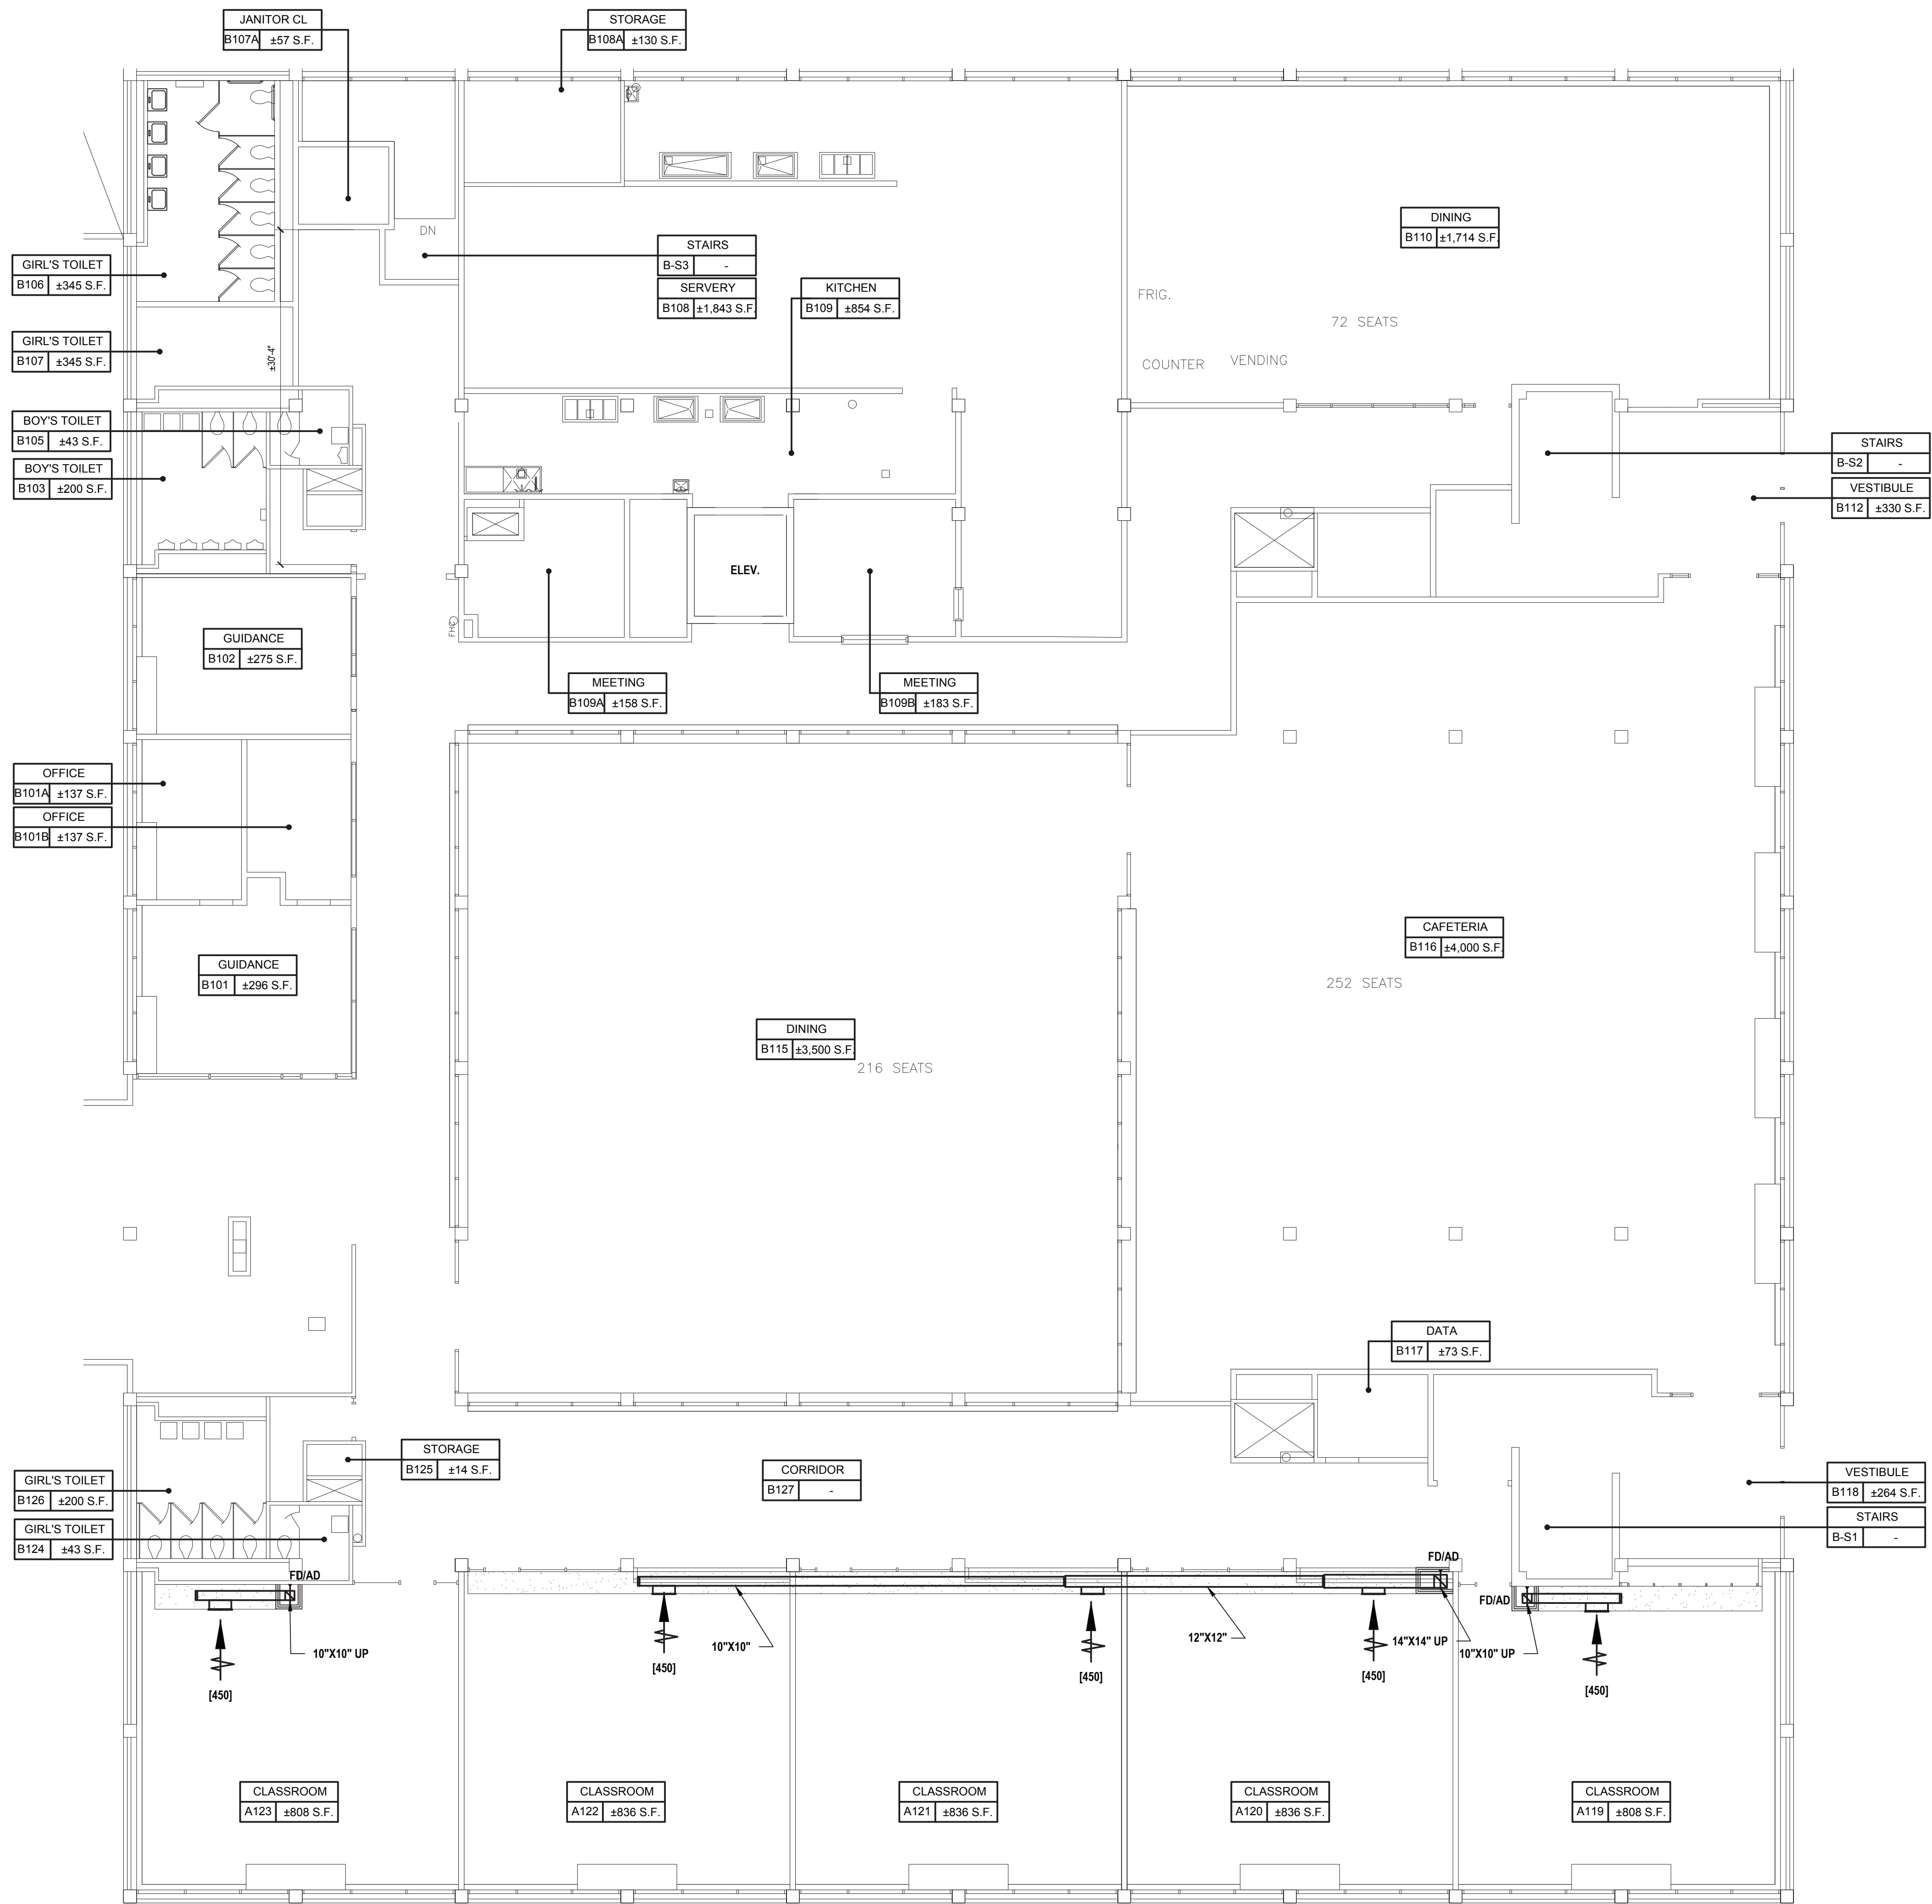 JANITOR CL
B107A ±57 S.F.
STORAGE
B108A ±130 S.F.
DN
DINING
B110 ±1,714 S.F.
STAIRS
B-S3 -
SERVERY
B108 ±1,843 S.F.
KITCHEN
B109 ±854 S.F.
GIRL'S TOILET
B106 ±345 S.F.
FRIG.
72 SEATS
GIRL'S TOILET
B107 ±345 S.F.
±30'-4"
COUNTER
VENDING
BOY'S TOILET
B105 ±43 S.F.
BOY'S TOILET
B103 ±200 S.F.
STAIRS
B-S2 -
VESTIBULE
B112 ±330 S.F.
ELEV.
FHC
GUIDANCE
B102 ±275 S.F.
MEETING
B109A ±158 S.F.
MEETING
B109B ±183 S.F.
OFFICE
B101A ±137 S.F.
OFFICE
B101B ±137 S.F.
CAFETERIA
B116 ±4,000 S.F.
252 SEATS
GUIDANCE
B101 ±296 S.F.
DINING
B115 ±3,500 S.F.
216 SEATS
DATA
B117 ±73 S.F.
STORAGE
B125 ±14 S.F.
CORRIDOR
B127 -
GIRL'S TOILET
B126 ±200 S.F.
GIRL'S TOILET
B124 ±43 S.F.
VESTIBULE
B118 ±264 S.F.
STAIRS
B-S1 -
FD/AD
FD/AD
FD/AD
10"X10" UP
10"X10"
12"X12"
14"X14" UP
10"X10" UP
[450]
[450]
[450]
[450]
[450]
CLASSROOM
A123 ±808 S.F.
CLASSROOM
A122 ±836 S.F.
CLASSROOM
A121 ±836 S.F.
CLASSROOM
A120 ±836 S.F.
CLASSROOM
A119 ±808 S.F.